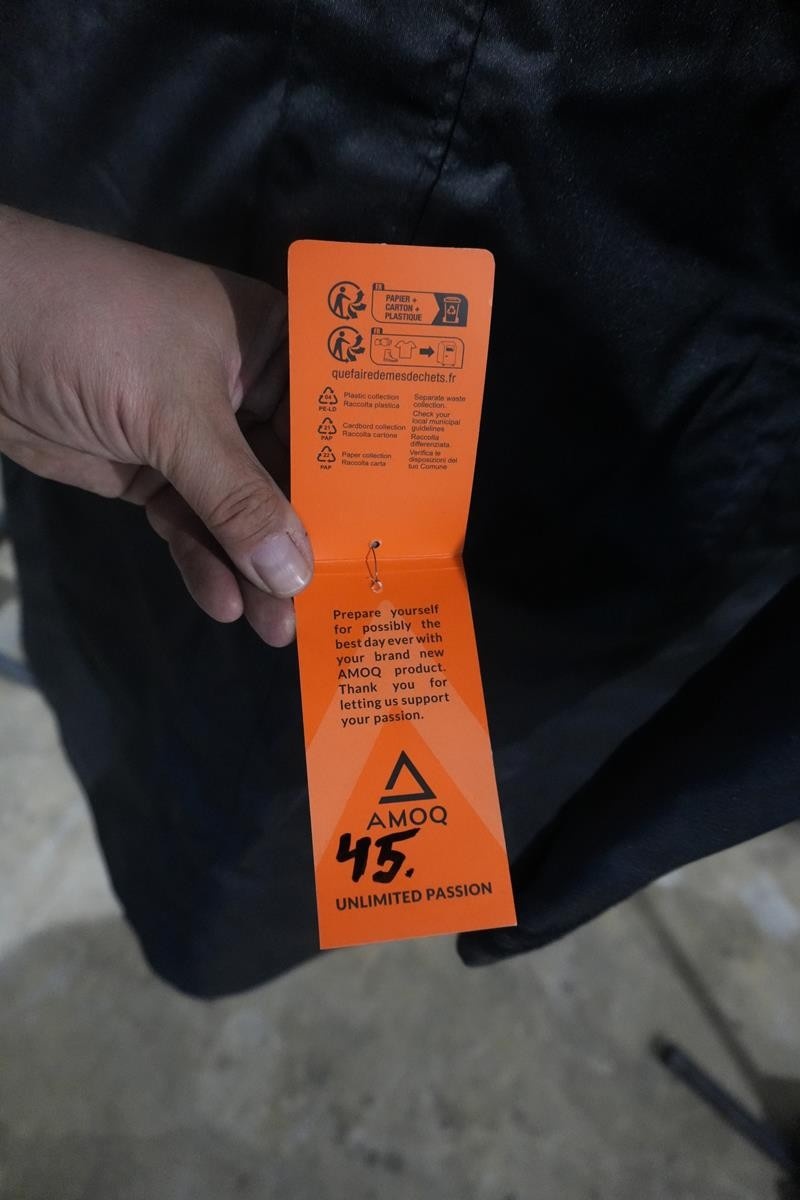 FR
PAPIER +
CARTON +
PLASTIQUE
FR
quefairedemesdechets.fr
04
PE-LD
Plastic collection
Raccolta plastica
21
PAP
Cardbord collection
Raccolta cartone
22
PAP
Paper collection
Raccolta carta
Separate waste
collection.
Check your
local municipal
guidelines
Raccolta
differenziata.
Verifica le
disposizioni del
tuo Comune
Prepare yourself
for possibly the
best day ever with
your brand new
AMOQ product.
Thank you for
letting us support
your passion.
AMOQ
45.
UNLIMITED PASSION